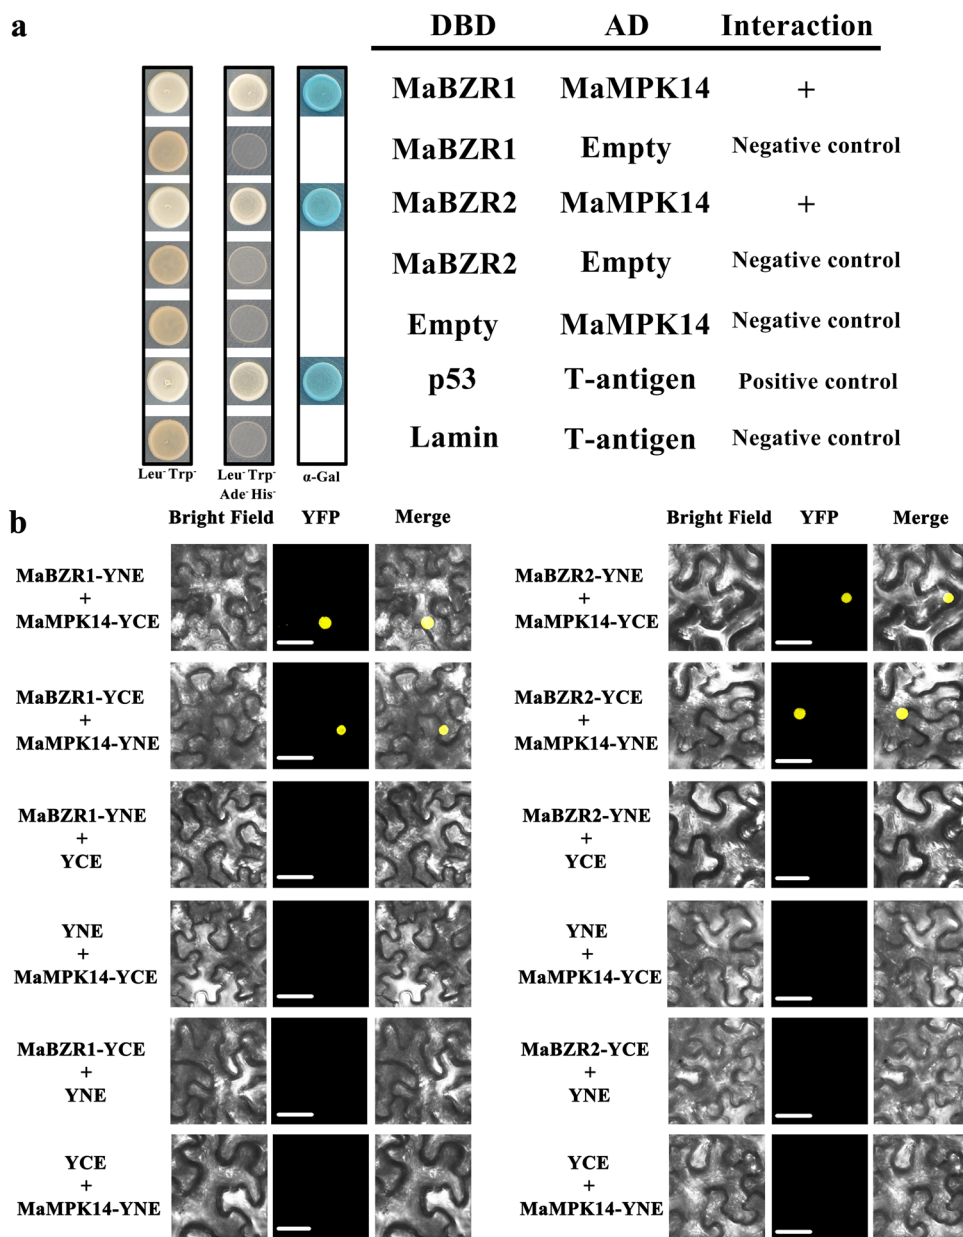 a
DBD AD Interaction
MaBZR1 MaMPK14 +
MaBZR1 Empty Negative control
MaBZR2 MaMPK14 +
MaBZR2 Empty Negative control
Empty MaMPK14 Negative control
p53 T-antigen Positive control
Lamin T-antigen Negative control
Leu⁻ Trp⁻ Leu⁻ Trp⁻ α-Gal
Ade⁻ His⁻
b
Bright Field YFP Merge Bright Field YFP Merge
MaBZR1-YNE
+
MaMPK14-YCE
MaBZR2-YNE
+
MaMPK14-YCE
MaBZR1-YCE
+
MaMPK14-YNE
MaBZR2-YCE
+
MaMPK14-YNE
MaBZR1-YNE
+
YCE
MaBZR2-YNE
+
YCE
YNE
+
MaMPK14-YCE
YNE
+
MaMPK14-YCE
MaBZR1-YCE
+
YNE
MaBZR2-YCE
+
YNE
YCE
+
MaMPK14-YNE
YCE
+
MaMPK14-YNE